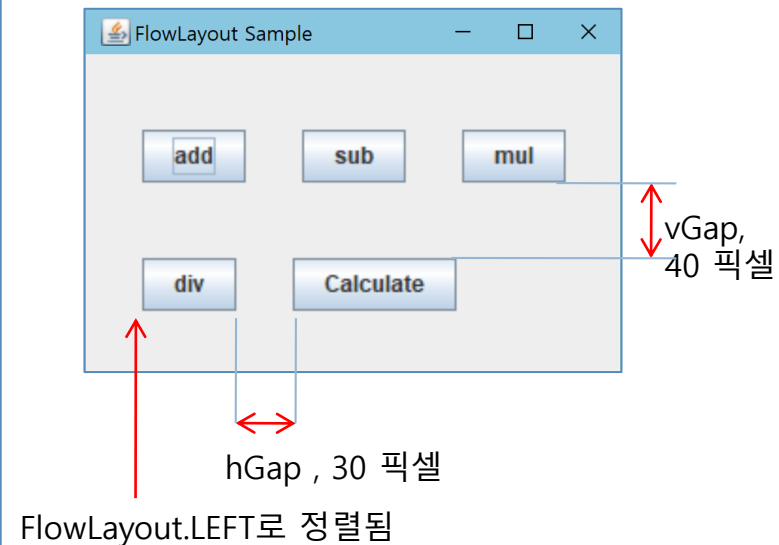 FlowLayout Sample
add
sub
mul
vGap,
40 픽셀
div
Calculate
hGap , 30 픽셀
FlowLayout.LEFT로 정렬됨